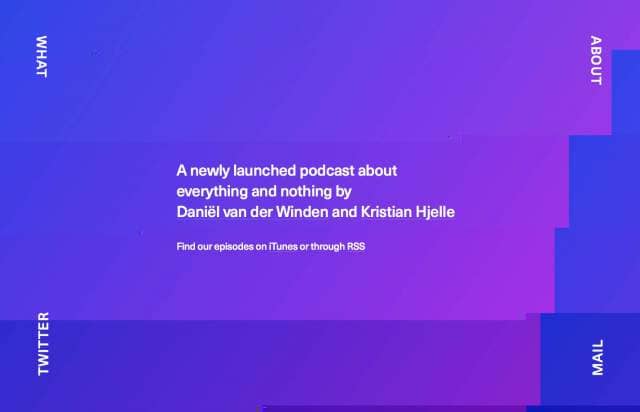 WHAT
ABOUT
A newly launched podcast about
everything and nothing by
Daniël van der Winden and Kristian Hjelle
Find our episodes on iTunes or through RSS
TWITTER
MAIL